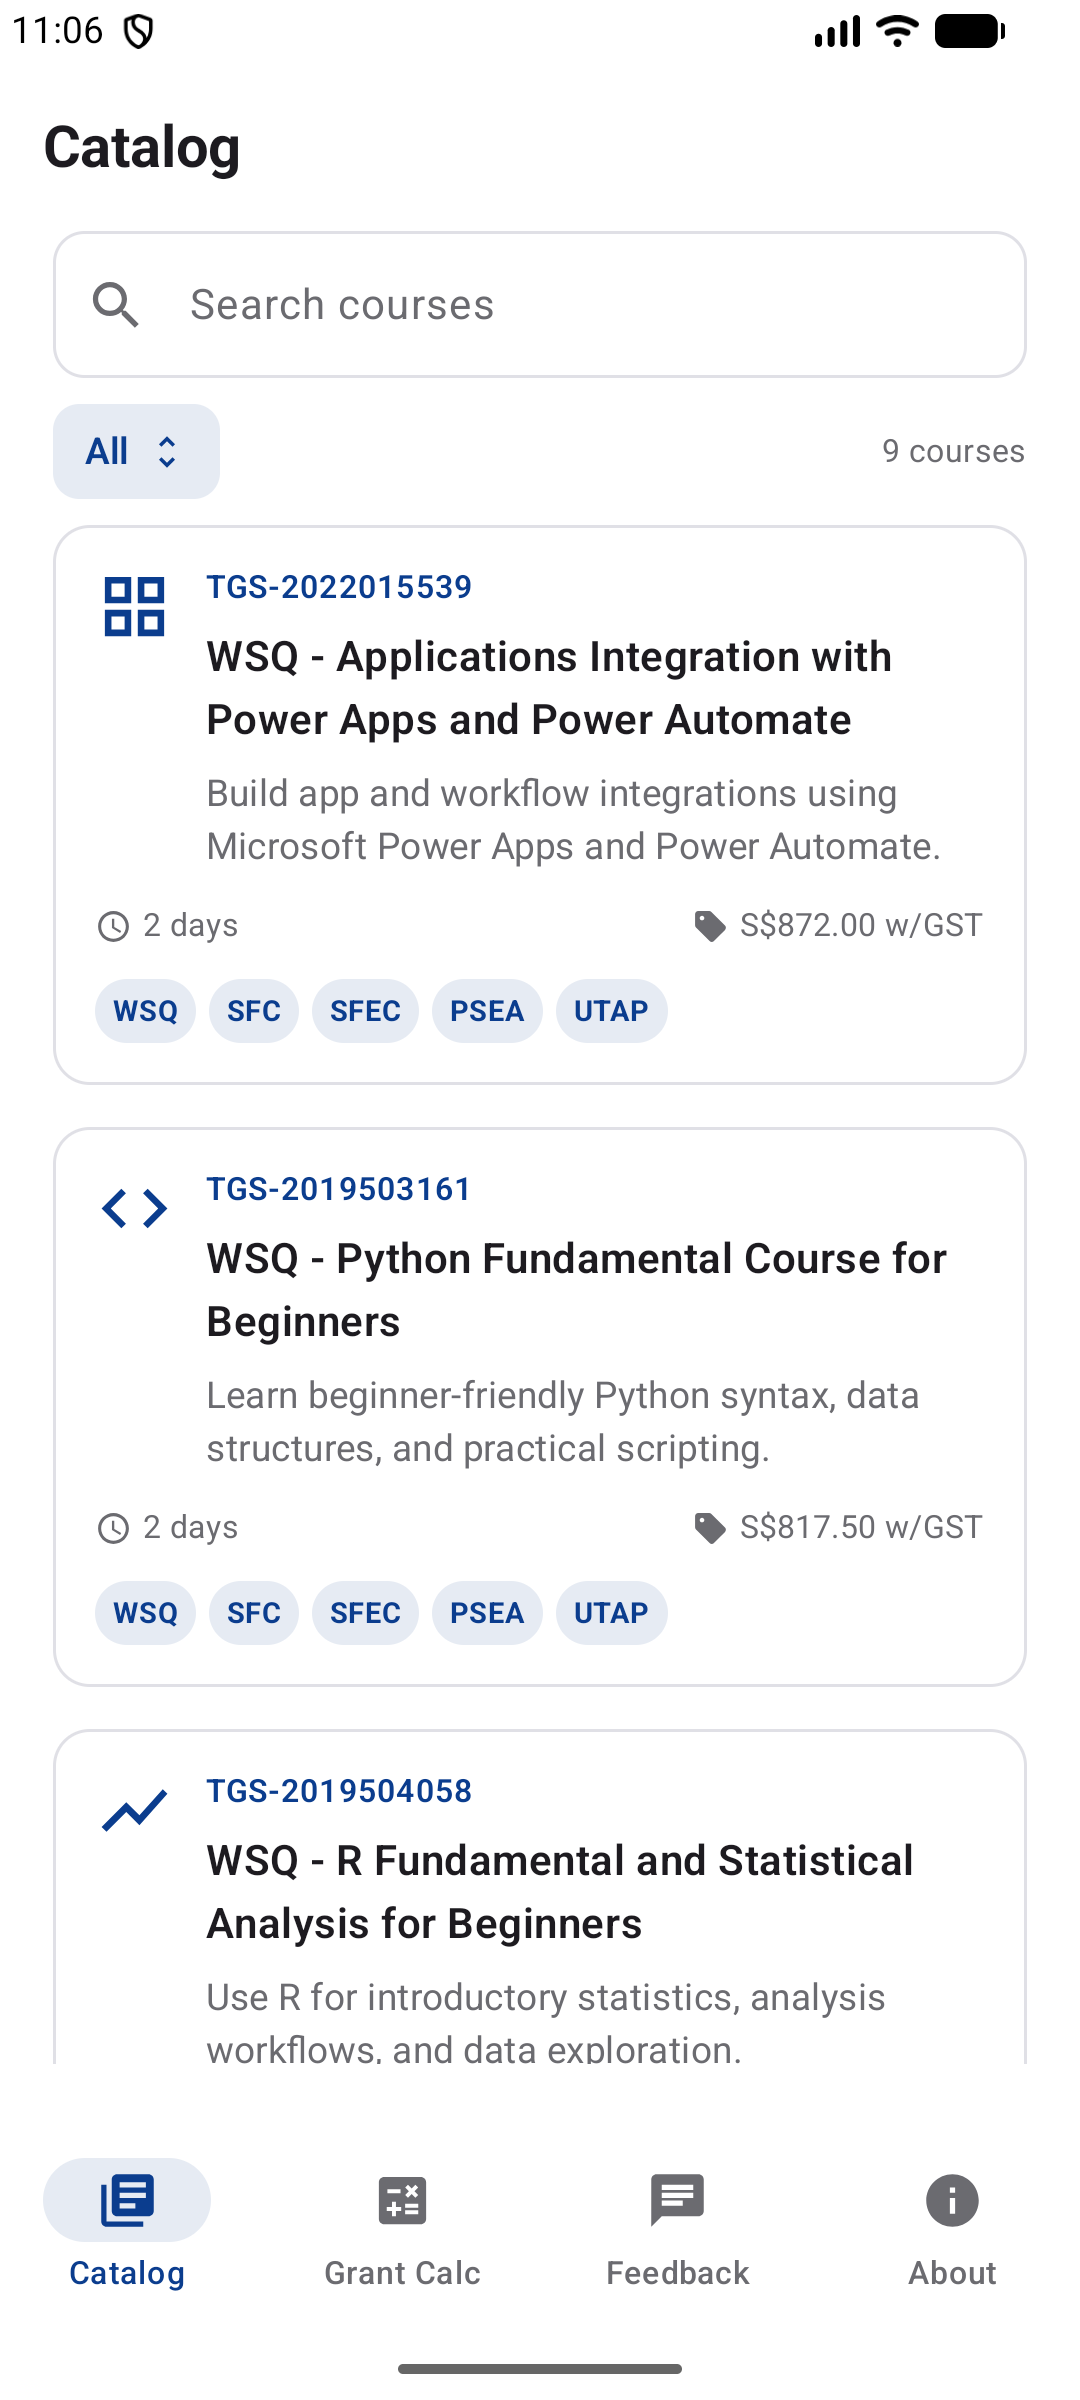 11:06
Catalog
Search courses
All
9 courses
TGS-2022015539
WSQ - Applications Integration with
Power Apps and Power Automate
Build app and workflow integrations using
Microsoft Power Apps and Power Automate.
2 days
S$872.00 w/GST
WSQ SFC SFEC PSEA UTAP
TGS-2019503161
WSQ - Python Fundamental Course for
Beginners
Learn beginner-friendly Python syntax, data
structures, and practical scripting.
2 days
S$817.50 w/GST
WSQ SFC SFEC PSEA UTAP
TGS-2019504058
WSQ - R Fundamental and Statistical
Analysis for Beginners
Use R for introductory statistics, analysis
workflows, and data exploration.
Catalog
Grant Calc
Feedback
About